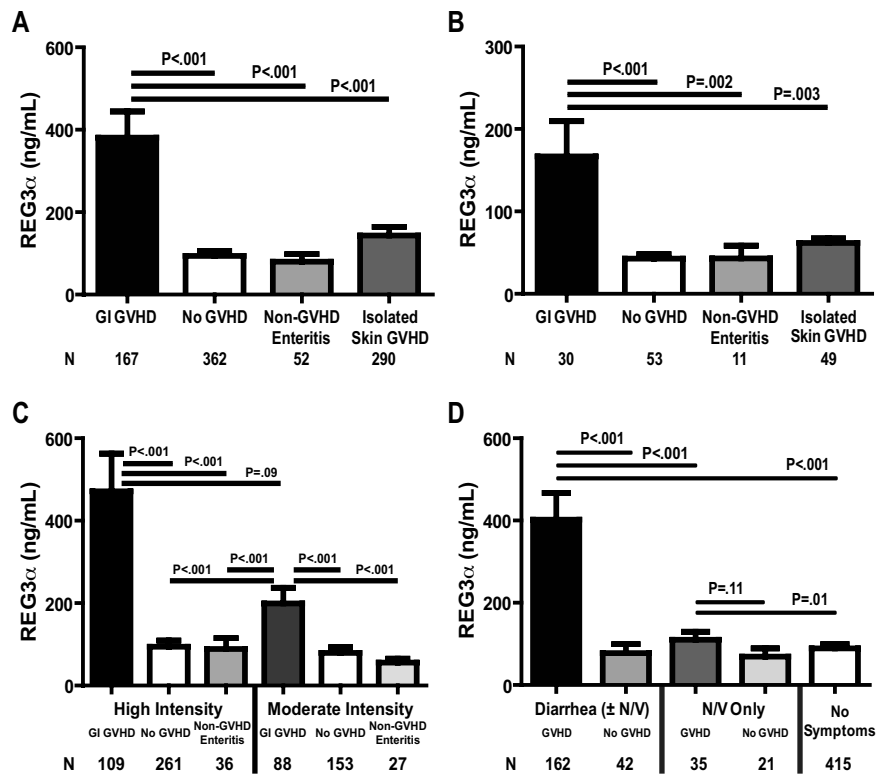 A
REG3α (ng/mL)
600
400
200
0
P<.001
P<.001
P<.001
GI GVHD No GVHD Non-GVHD Enteritis Isolated Skin GVHD
N 167 362 52 290
B
REG3α (ng/mL)
300
200
100
0
P<.001
P=.002
P=.003
GI GVHD No GVHD Non-GVHD Enteritis Isolated Skin GVHD
N 30 53 11 49
C
REG3α (ng/mL)
600
400
200
0
P<.001
P<.001
P=.09
P<.001 P<.001
P<.001 P<.001
High Intensity Moderate Intensity
GI GVHD No GVHD Non-GVHD Enteritis GI GVHD No GVHD Non-GVHD Enteritis
N 109 261 36 88 153 27
D
REG3α (ng/mL)
600
400
200
0
P<.001
P<.001
P<.001
P=.11
P=.01
Diarrhea (± N/V) N/V Only No Symptoms
GVHD No GVHD GVHD No GVHD
N 162 42 35 21 415